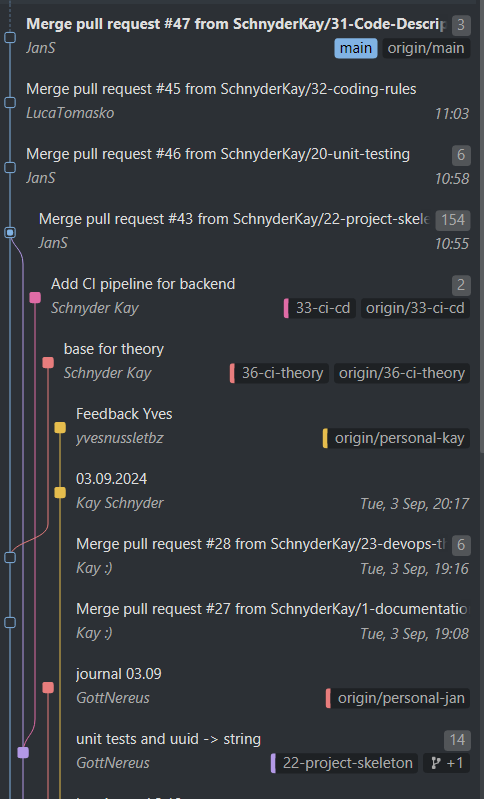 Merge pull request #47 from SchnyderKay/31-Code-Descrip 3
JanS main origin/main
Merge pull request #45 from SchnyderKay/32-coding-rules
LucaTomasko 11:03
Merge pull request #46 from SchnyderKay/20-unit-testing 6
JanS 10:58
Merge pull request #43 from SchnyderKay/22-project-skele 154
JanS 10:55
Add CI pipeline for backend 2
Schnyder Kay 33-ci-cd origin/33-ci-cd
base for theory
Schnyder Kay 36-ci-theory origin/36-ci-theory
Feedback Yves
yvesnussletbz origin/personal-kay
03.09.2024
Kay Schnyder Tue, 3 Sep, 20:17
Merge pull request #28 from SchnyderKay/23-devops-th 6
Kay :) Tue, 3 Sep, 19:16
Merge pull request #27 from SchnyderKay/1-documentatio
Kay :) Tue, 3 Sep, 19:08
journal 03.09
GottNereus origin/personal-jan
unit tests and uuid -> string 14
GottNereus 22-project-skeleton +1